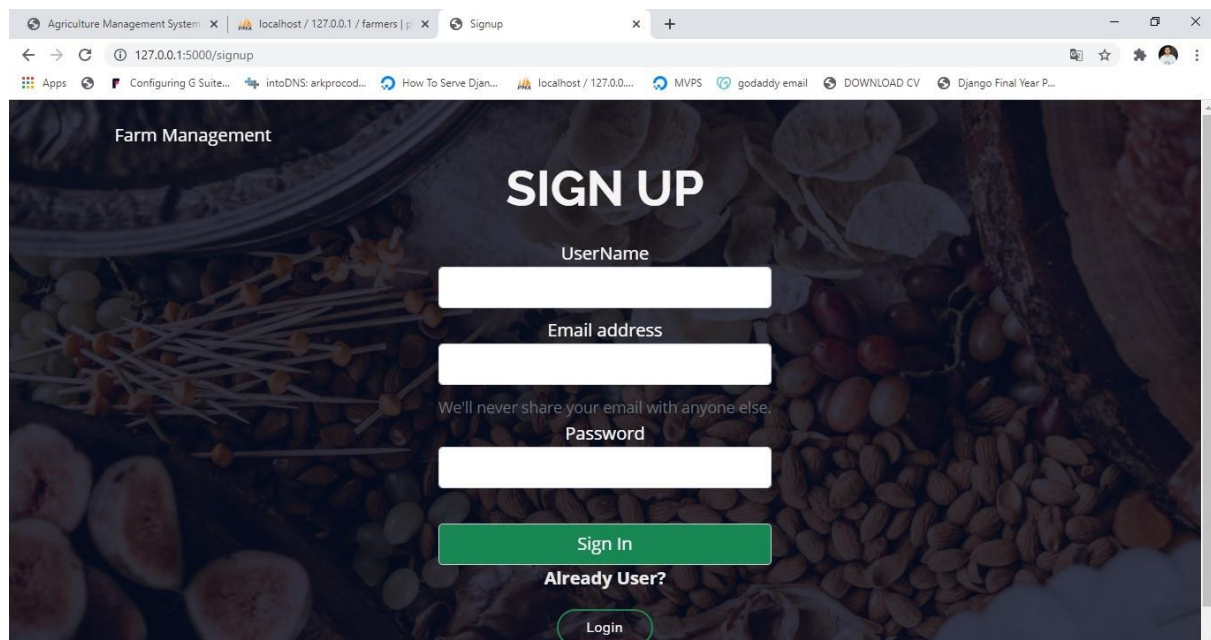 Agriculture Management System
localhost / 127.0.0.1 / farmers | p
Signup
127.0.0.1:5000/signup
Apps
Configuring G Suite...
intoDNS: arkprocod...
How To Serve Djan...
localhost / 127.0.0....
MVPS
godaddy email
DOWNLOAD CV
Django Final Year P...
Farm Management
SIGN UP
UserName
Email address
We'll never share your email with anyone else.
Password
Sign In
Already User?
Login